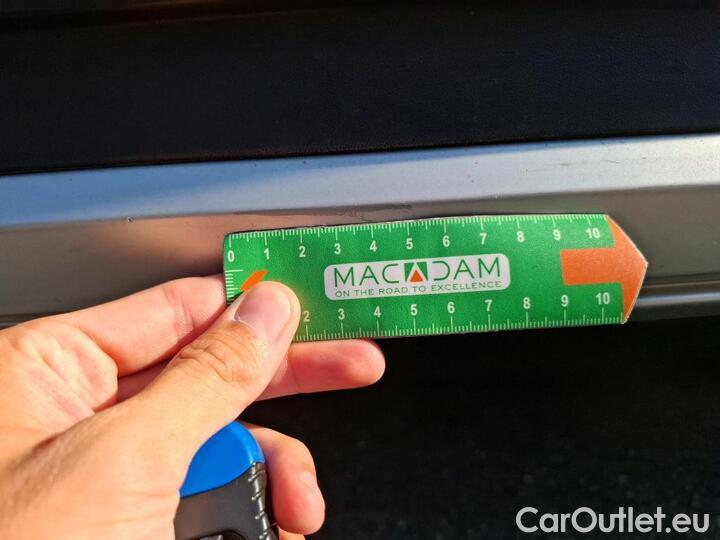 0 1 2 3 4 5 6 7 8 9 10
MACADAM
ON THE ROAD TO EXCELLENCE
2 3 4 5 6 7 8 9 10
CarOutlet.eu